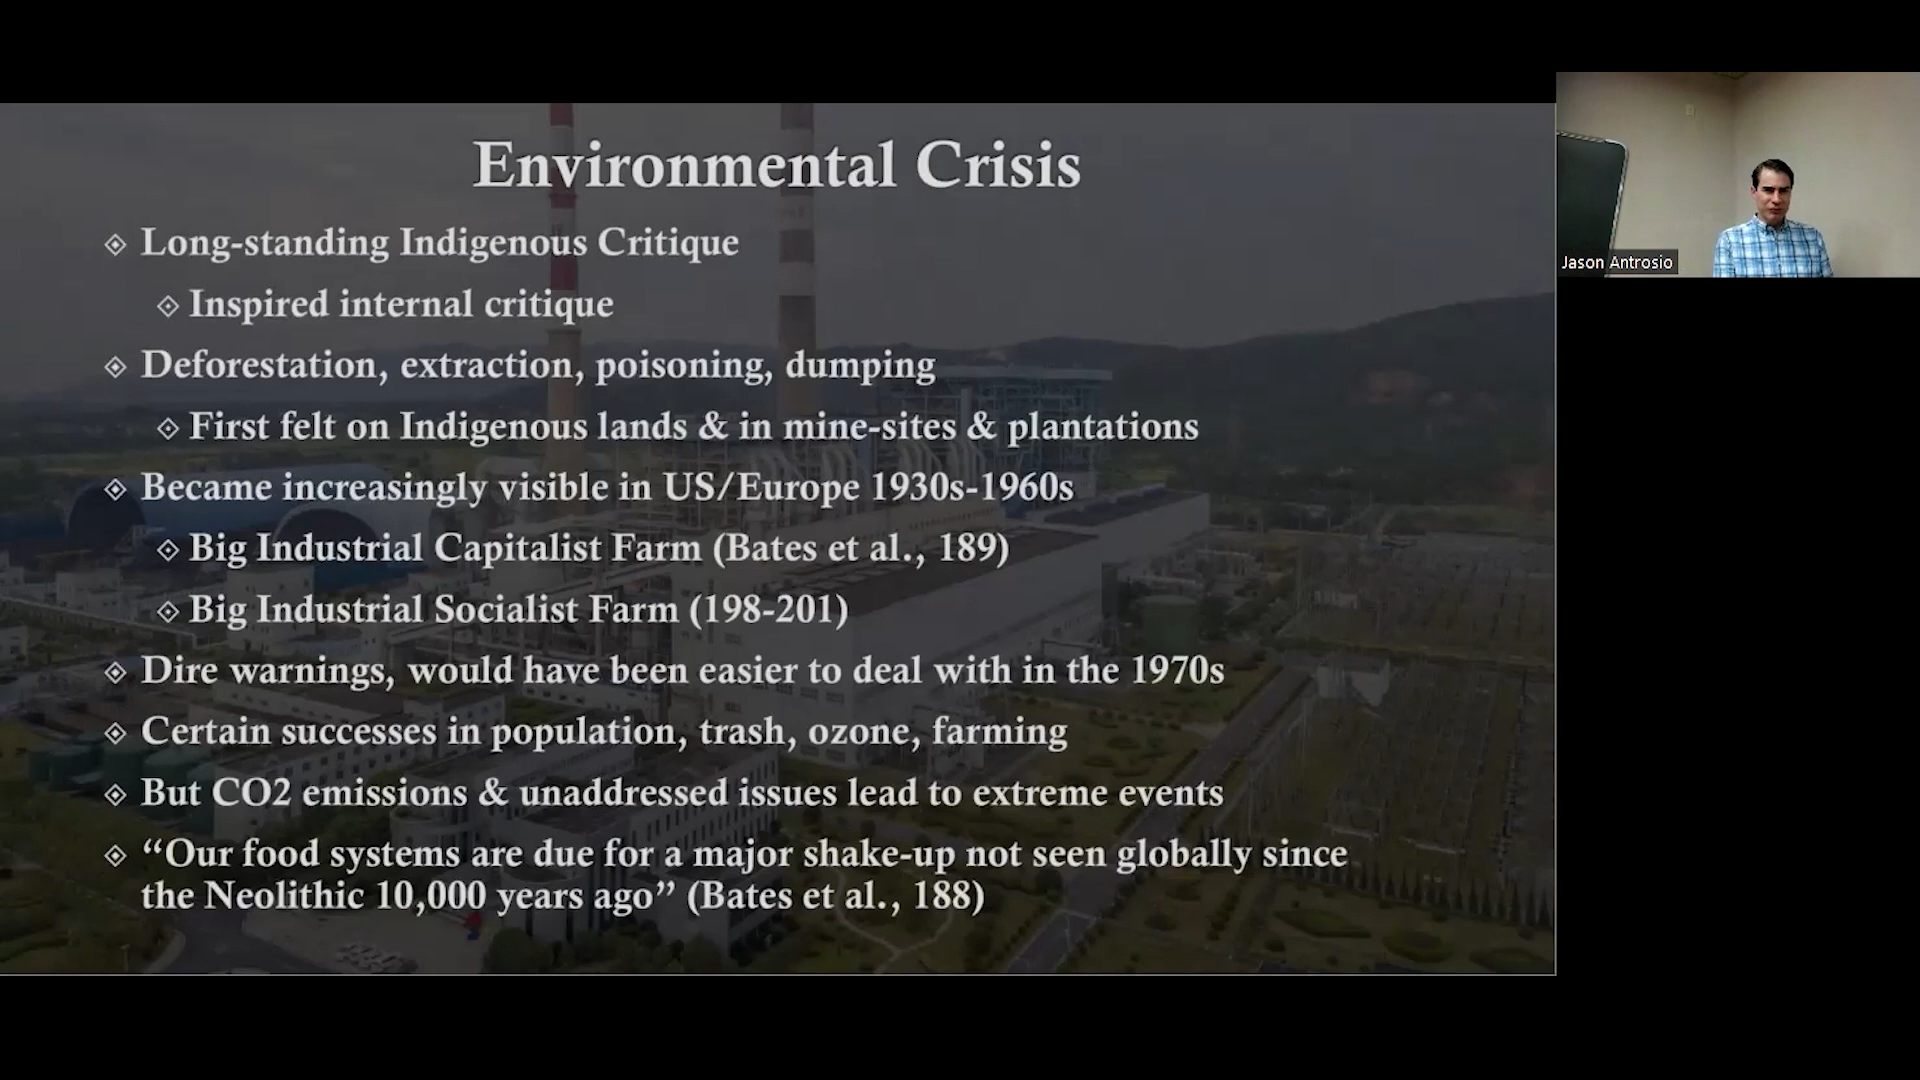 Environmental Crisis
Long-standing Indigenous Critique
Inspired internal critique
Deforestation, extraction, poisoning, dumping
First felt on Indigenous lands & in mine-sites & plantations
Became increasingly visible in US/Europe 1930s-1960s
Big Industrial Capitalist Farm (Bates et al., 189)
Big Industrial Socialist Farm (198-201)
Dire warnings, would have been easier to deal with in the 1970s
Certain successes in population, trash, ozone, farming
But CO2 emissions & unaddressed issues lead to extreme events
“Our food systems are due for a major shake-up not seen globally since
the Neolithic 10,000 years ago” (Bates et al., 188)
Jason Antrosio